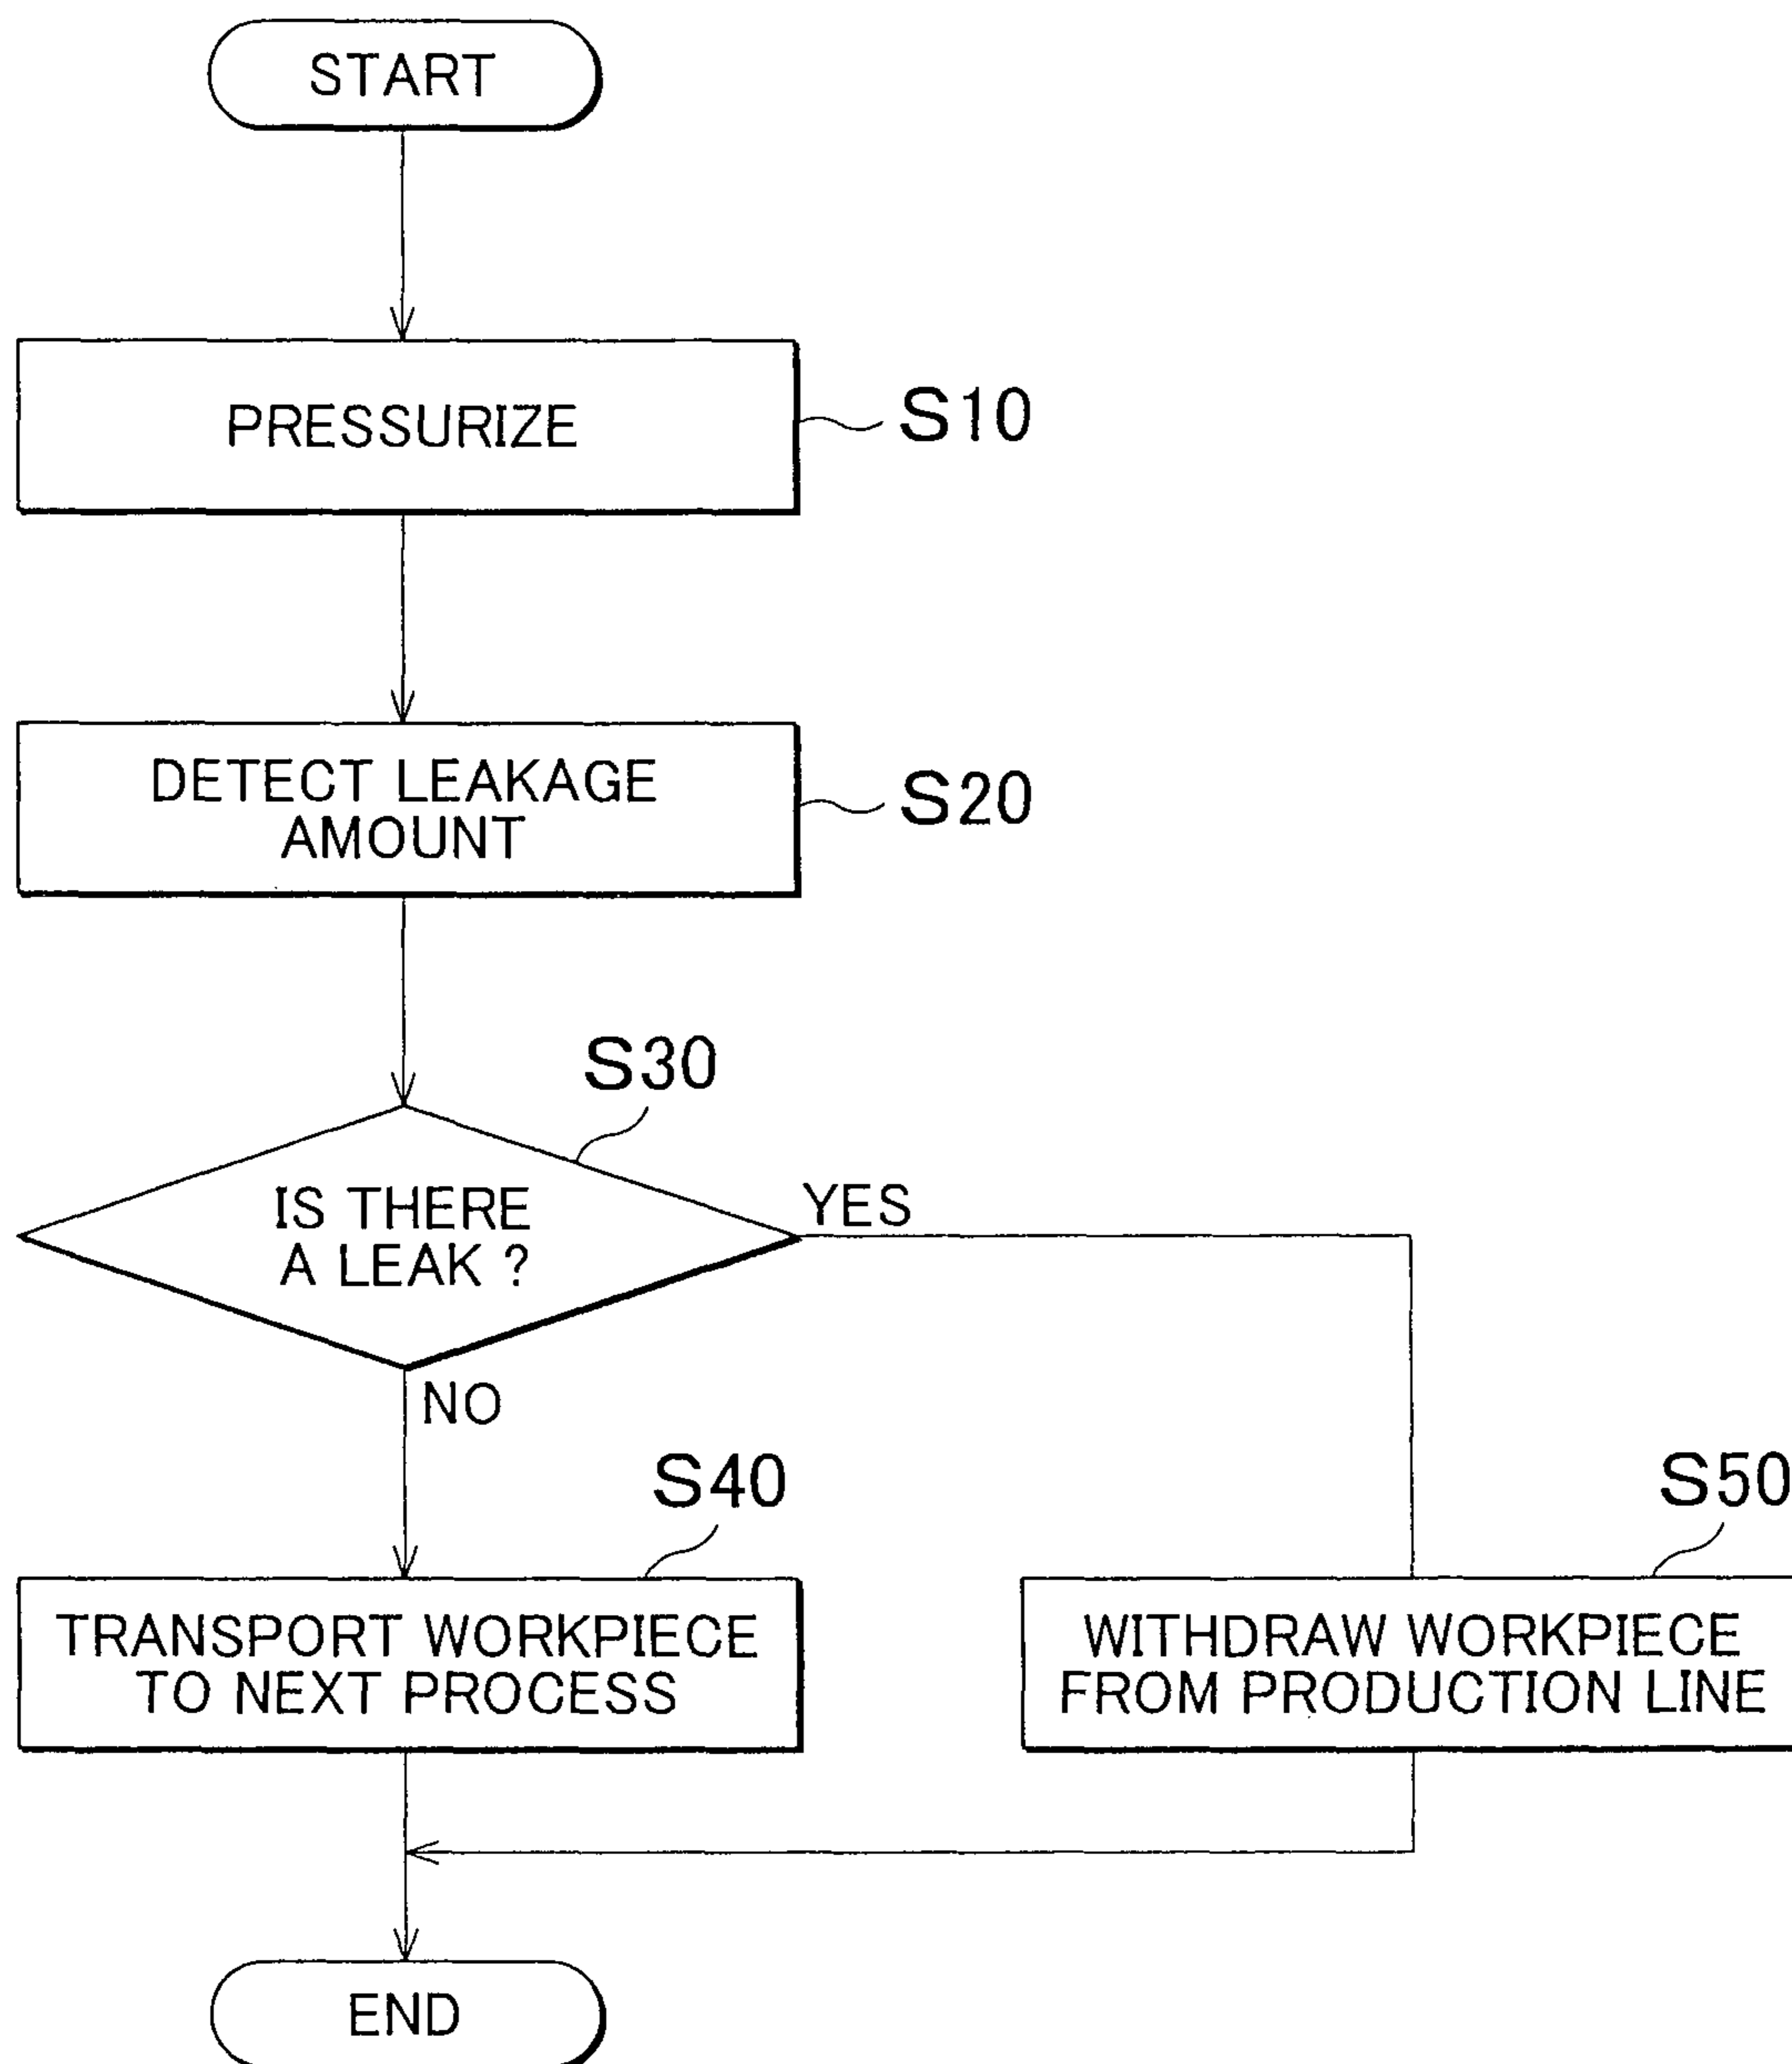 START
PRESSURIZE
S10
DETECT LEAKAGE
AMOUNT
S20
S30
IS THERE
A LEAK ?
YES
NO
S40
TRANSPORT WORKPIECE
TO NEXT PROCESS
S50
WITHDRAW WORKPIECE
FROM PRODUCTION LINE
END